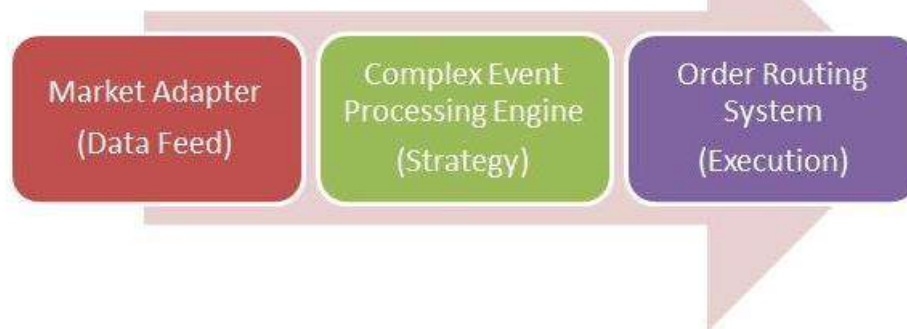 Market Adapter
(Data Feed)
Complex Event
Processing Engine
(Strategy)
Order Routing
System
(Execution)